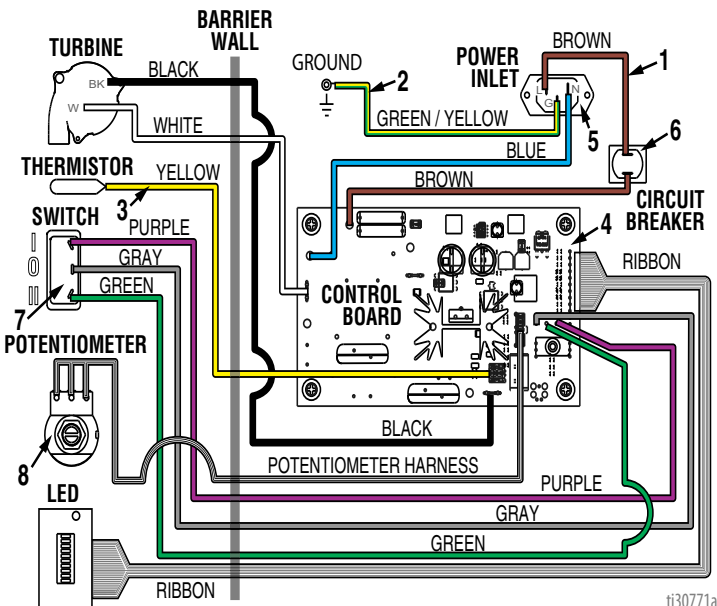 BARRIER
WALL
TURBINE
BK
W
BLACK
WHITE
GROUND
2
GREEN / YELLOW
POWER
INLET
L
N
G
BROWN
1
5
6
BLUE
BROWN
CIRCUIT
BREAKER
THERMISTOR
YELLOW
3
SWITCH
I
O
II
7
PURPLE
GRAY
GREEN
4
RIBBON
CONTROL
BOARD
POTENTIOMETER
8
BLACK
POTENTIOMETER HARNESS
PURPLE
GRAY
GREEN
LED
RIBBON
ti30771a